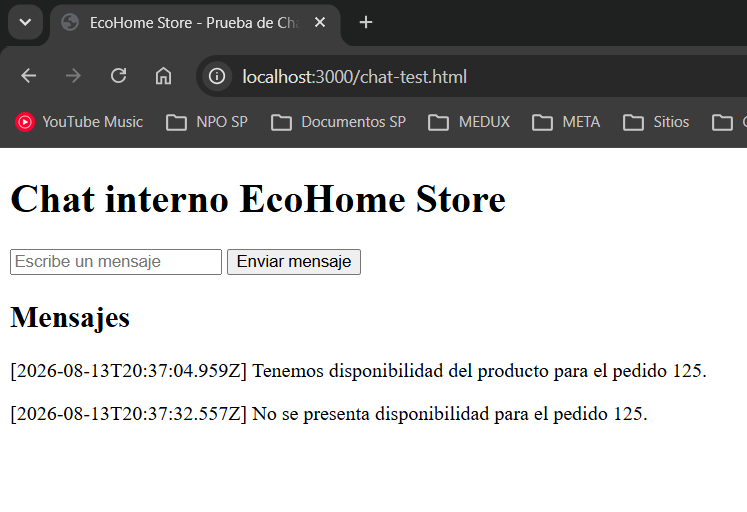 EcoHome Store - Prueba de Ch
localhost:3000/chat-test.html
YouTube Music NPO SP Documentos SP MEDUX META Sitios
Chat interno EcoHome Store
Escribe un mensaje Enviar mensaje
Mensajes
[2026-08-13T20:37:04.959Z] Tenemos disponibilidad del producto para el pedido 125.
[2026-08-13T20:37:32.557Z] No se presenta disponibilidad para el pedido 125.